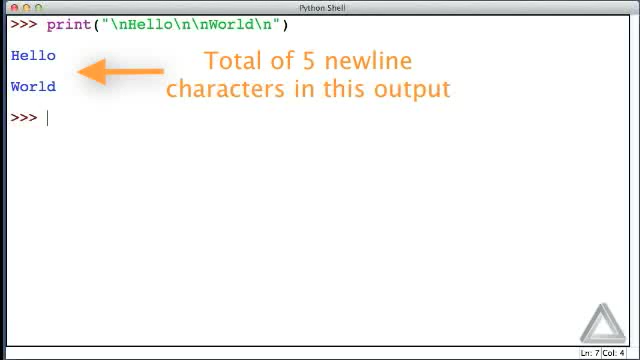 Python Shell
>>> print("\nHello\n\nWorld\n")
Hello
World
>>>
Total of 5 newline
characters in this output
Ln: 7 Col: 4